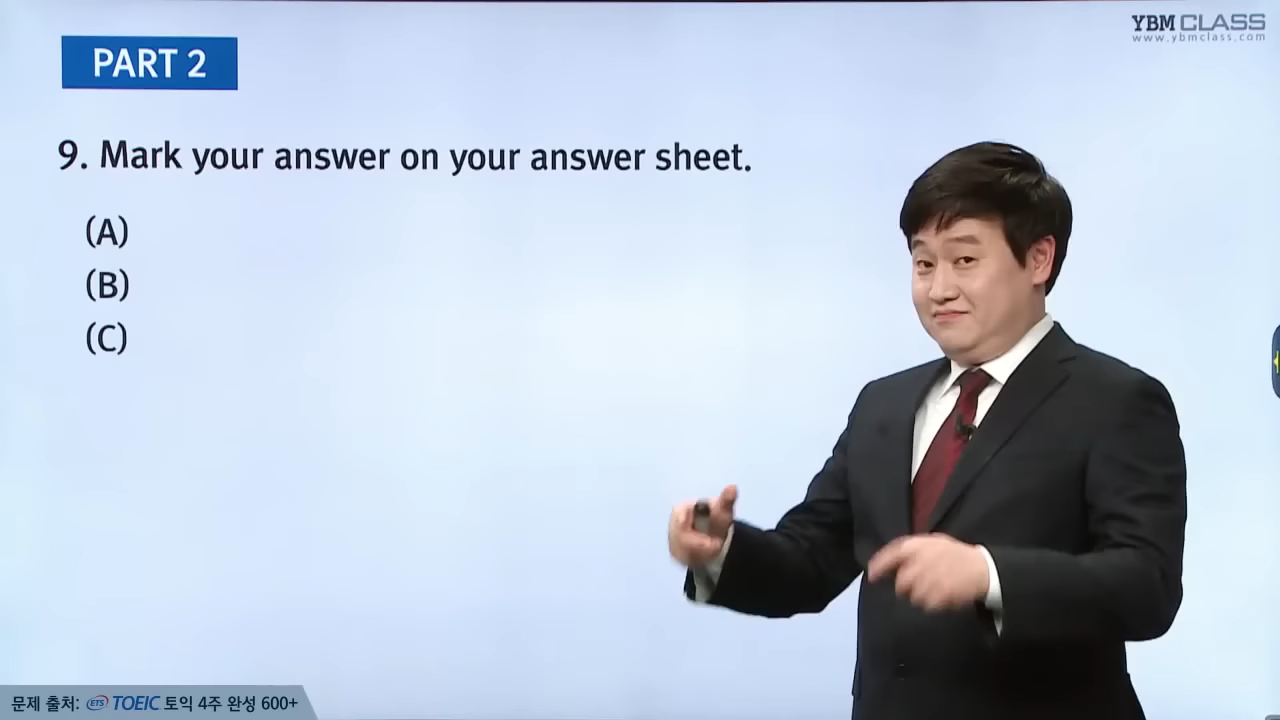 YBM CLASS
www.ybmclass.com
PART 2
9. Mark your answer on your answer sheet.
(A)
(B)
(C)
문제 출처: ETS TOEIC 토익 4주 완성 600+